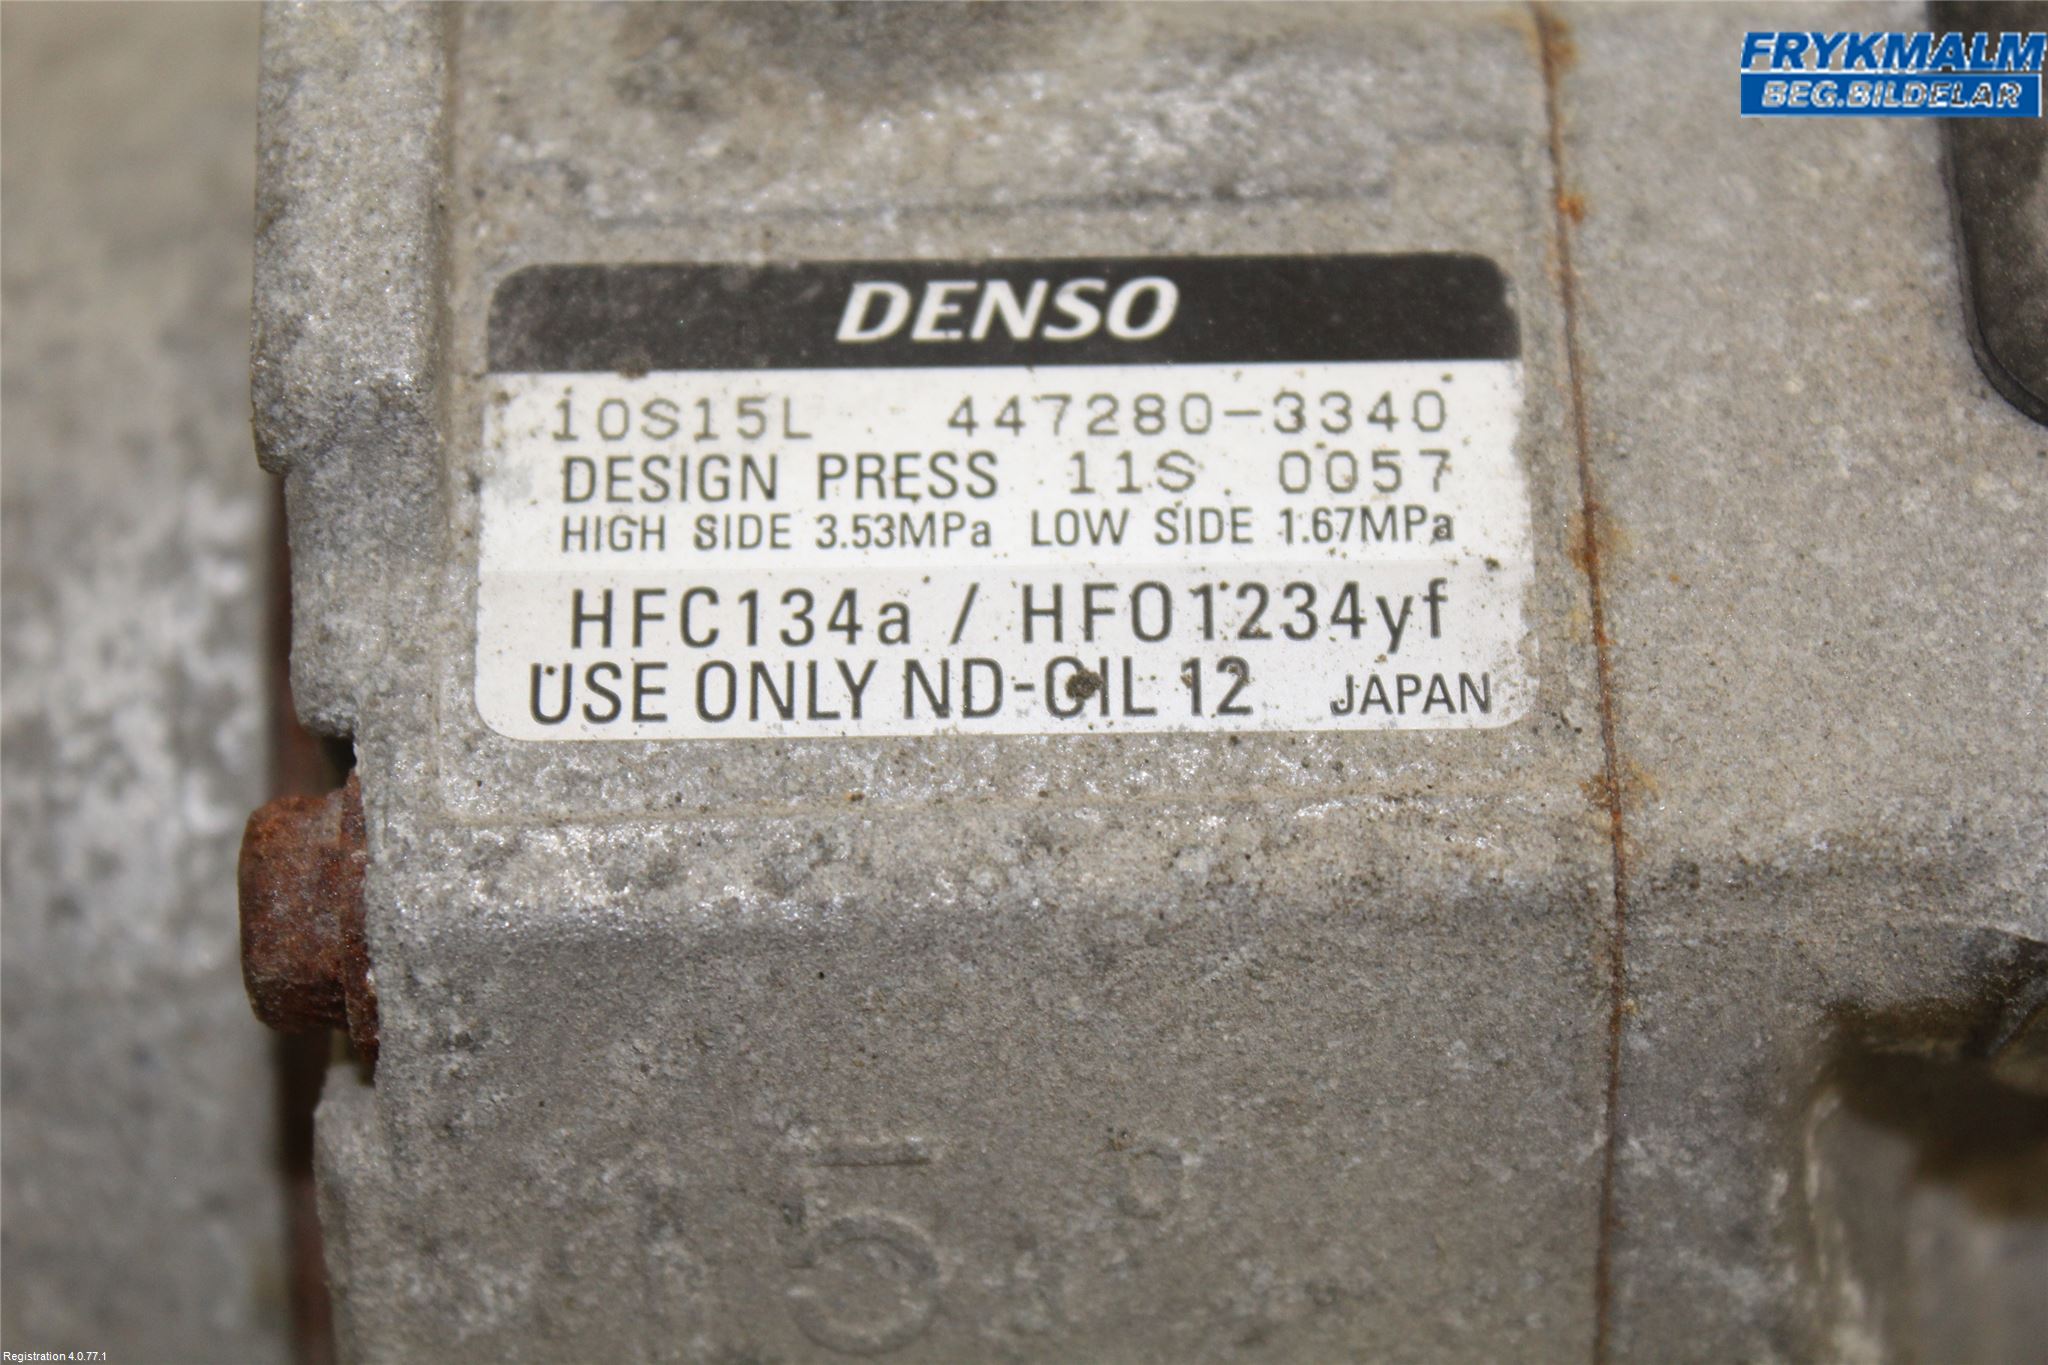 FRYKMALM
BEG.BILDELAR
DENSO
10S15L 447280-3340
DESIGN PRESS 11S 0057
HIGH SIDE 3.53MPa LOW SIDE 1.67MPa
HFC134a / HFO1234yf
USE ONLY ND-OIL 12 JAPAN
Registration 4.0.77.1